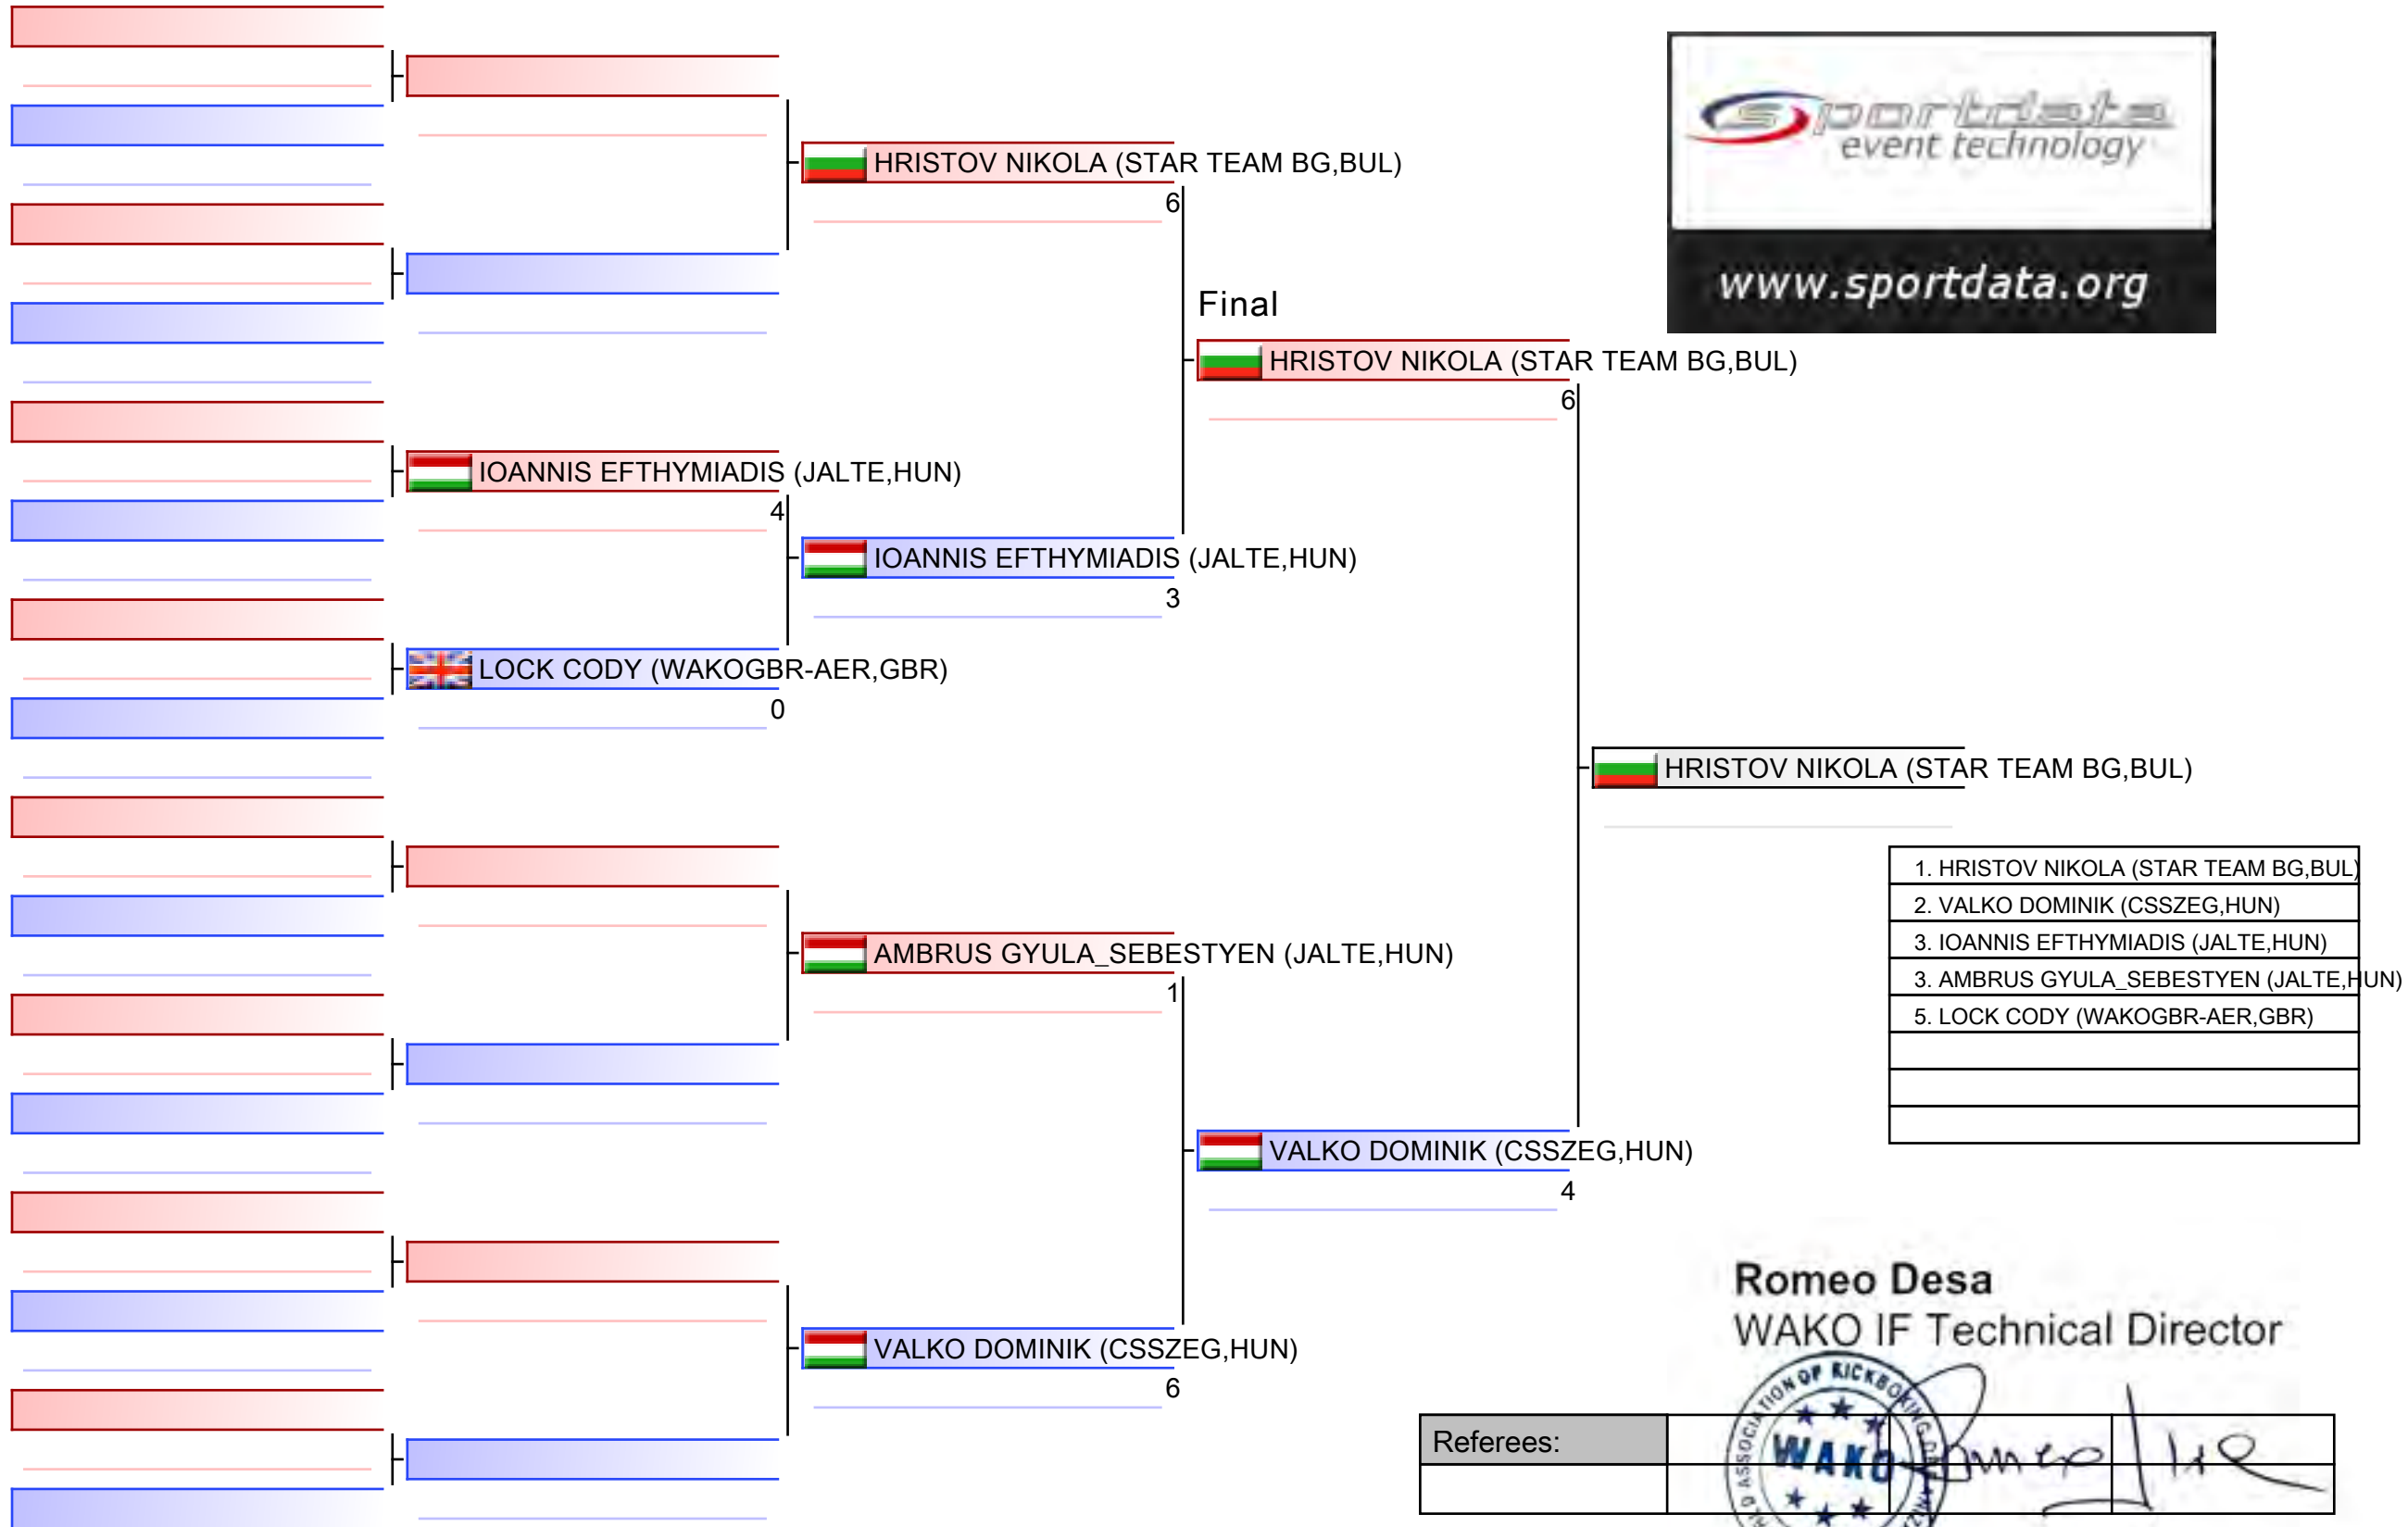 sportdata
event technology
www.sportdata.org
HRISTOV NIKOLA (STAR TEAM BG,BUL)
6
Final
HRISTOV NIKOLA (STAR TEAM BG,BUL)
6
IOANNIS EFTHYMIADIS (JALTE,HUN)
4
IOANNIS EFTHYMIADIS (JALTE,HUN)
3
LOCK CODY (WAKOGBR-AER,GBR)
0
HRISTOV NIKOLA (STAR TEAM BG,BUL)
1. HRISTOV NIKOLA (STAR TEAM BG,BUL)
2. VALKO DOMINIK (CSSZEG,HUN)
3. IOANNIS EFTHYMIADIS (JALTE,HUN)
3. AMBRUS GYULA_SEBESTYEN (JALTE,HUN)
5. LOCK CODY (WAKOGBR-AER,GBR)
AMBRUS GYULA_SEBESTYEN (JALTE,HUN)
1
VALKO DOMINIK (CSSZEG,HUN)
4
VALKO DOMINIK (CSSZEG,HUN)
6
Romeo Desa
WAKO IF Technical Director
Referees:
ASSOCIATION OF KICKBOXING
WAKO